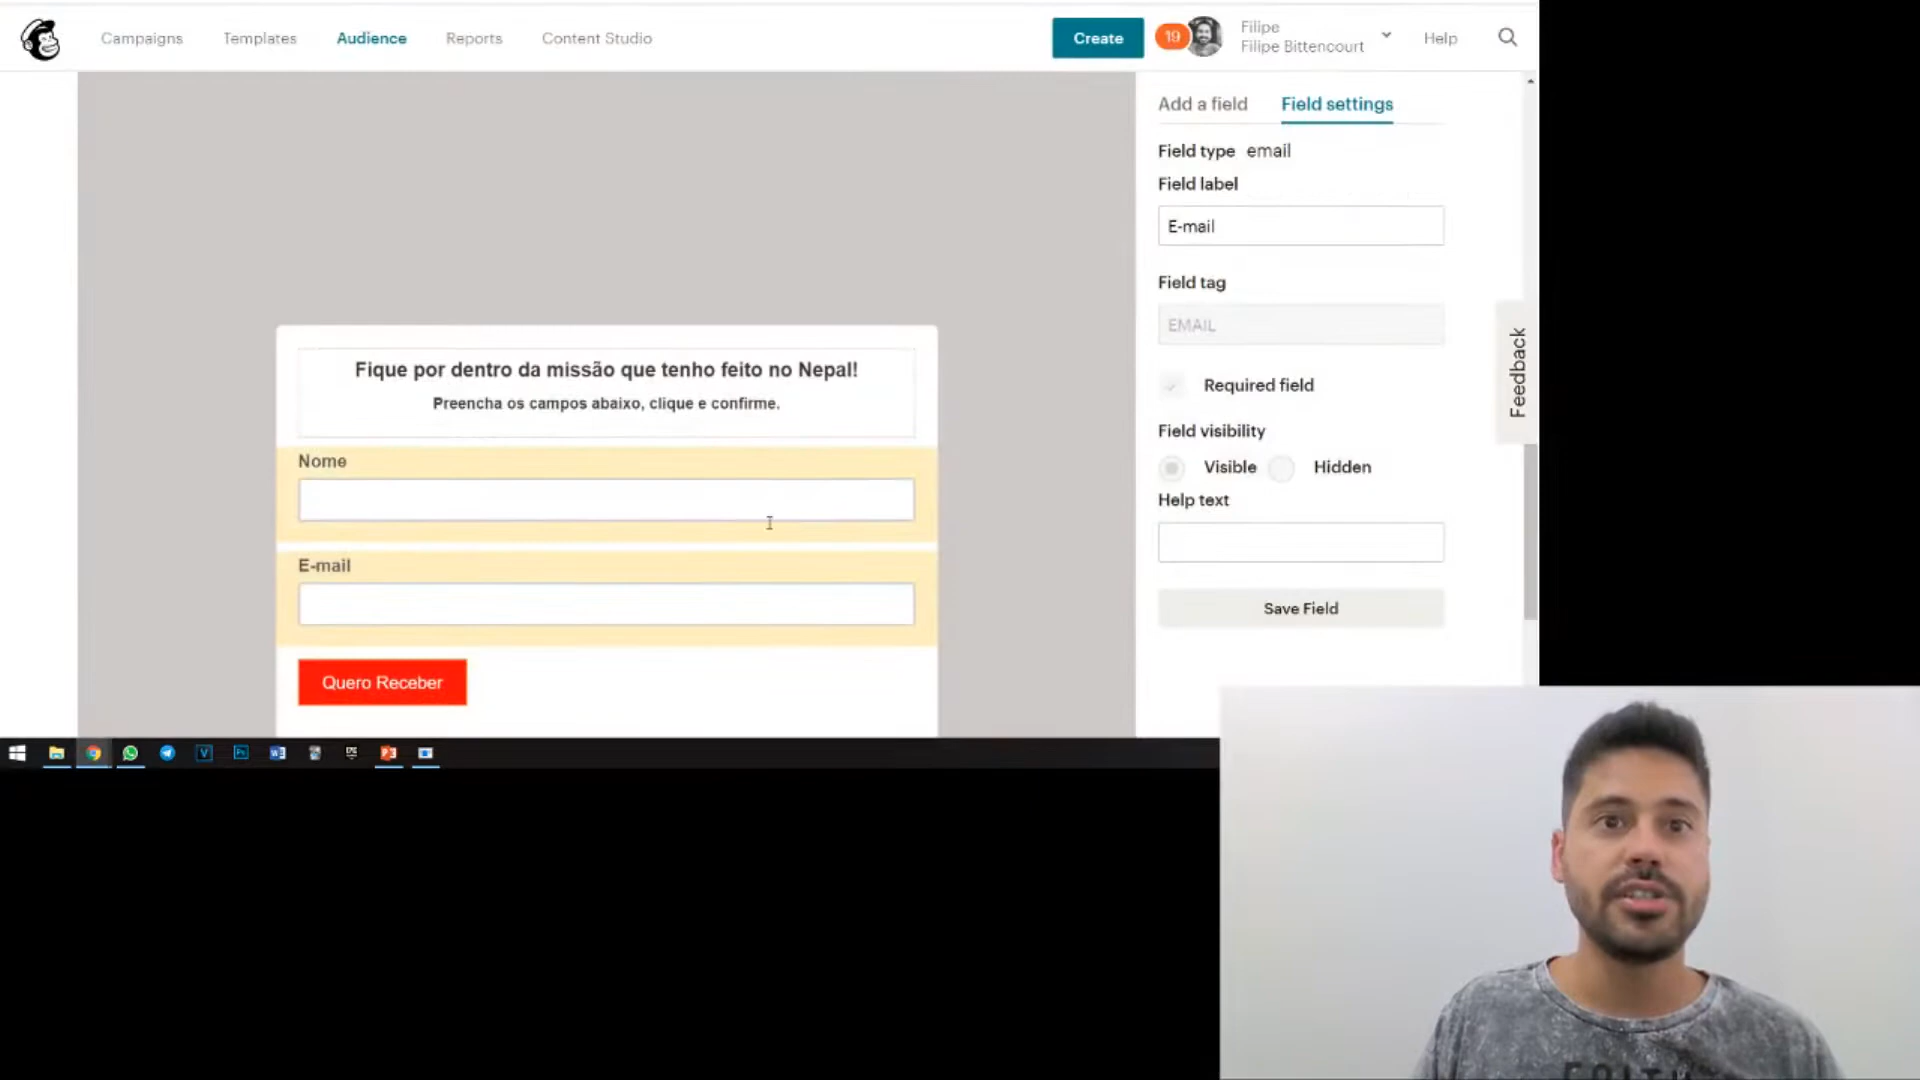 Campaigns
Templates
Audience
Reports
Content Studio
Create
19
Filipe
Filipe Bittencourt
Help
Add a field
Field settings
Field type email
Field label
E-mail
Field tag
EMAIL
Required field
Field visibility
Visible
Hidden
Help text
Save Field
Feedback
Fique por dentro da missão que tenho feito no Nepal!
Preencha os campos abaixo, clique e confirme.
Nome
E-mail
Quero Receber